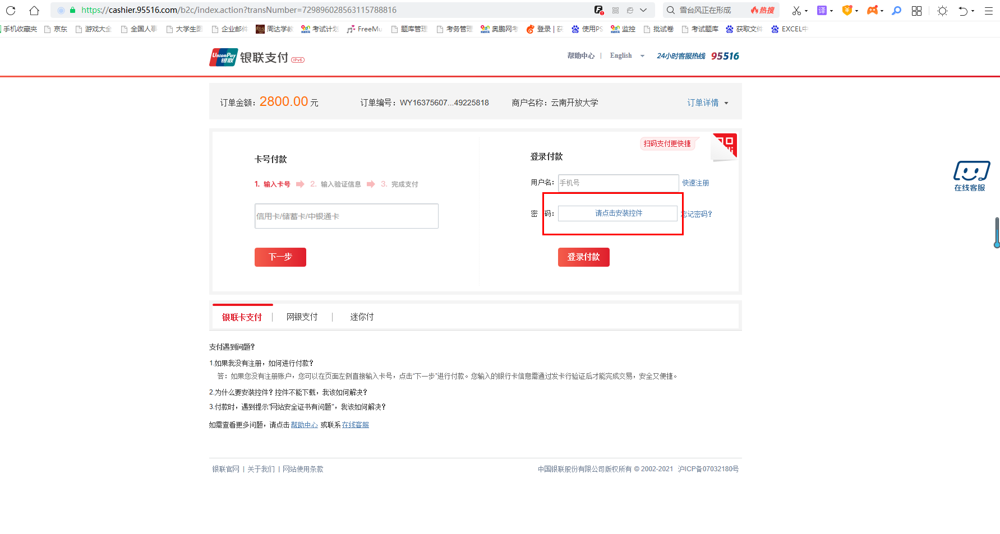 https://cashier.95516.com/b2c/index.action?transNumber=729896028563115788816
雪台风正在形成 热搜
译
手机收藏夹 京东 游戏大全 全国人事 大学生图 企业邮件 周达学教 考试计划 FreeMu 题库管理 考务管理 奥鹏网考 登录 | 获 使用PS 监控 批试卷 考试题库 获取文件 EXCEL中
UnionPay 银联 银联支付 IPv6
帮助中心 | English 24小时客服热线 95516
订单金额：2800.00元 订单编号：WY16375607...49225818 商户名称：云南开放大学 订单详情
扫码支付更快捷
卡号付款
登录付款
1. 输入卡号 2. 输入验证信息 3. 完成支付
用户名： 手机号 快速注册
信用卡/储蓄卡/中银通卡
密 码： 请点击安装控件 忘记密码？
下一步
登录付款
在线客服
银联卡支付 | 网银支付 | 迷你付
支付遇到问题？
1.如果我没有注册，如何进行付款？
答：如果您没有注册账户，您可以在页面左侧直接输入卡号，点击“下一步”进行付款。您输入的银行卡信息需通过发卡行验证后才能完成交易，安全又便捷。
2.为什么要安装控件？控件不能下载，我该如何解决？
3.付款时，遇到提示"网站安全证书有问题"，我该如何解决？
如需查看更多问题，请点击 帮助中心 或联系 在线客服
银联官网 | 关于我们 | 网站使用条款
中国银联股份有限公司版权所有 © 2002-2021 沪ICP备07032180号